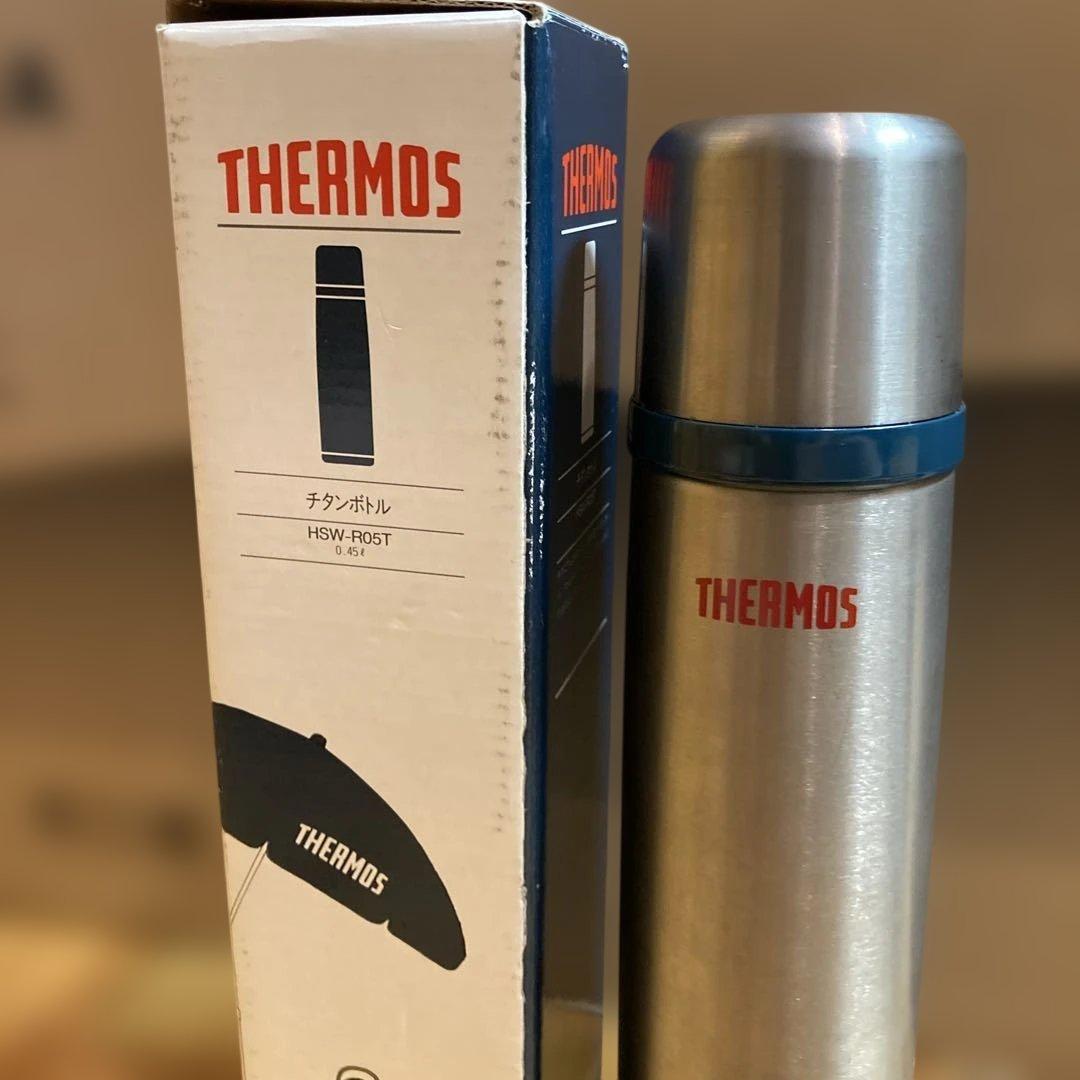 THERMOS
チタンボトル
HSW-R05T
0.45ℓ
THERMOS
THERMOS
THERMOS